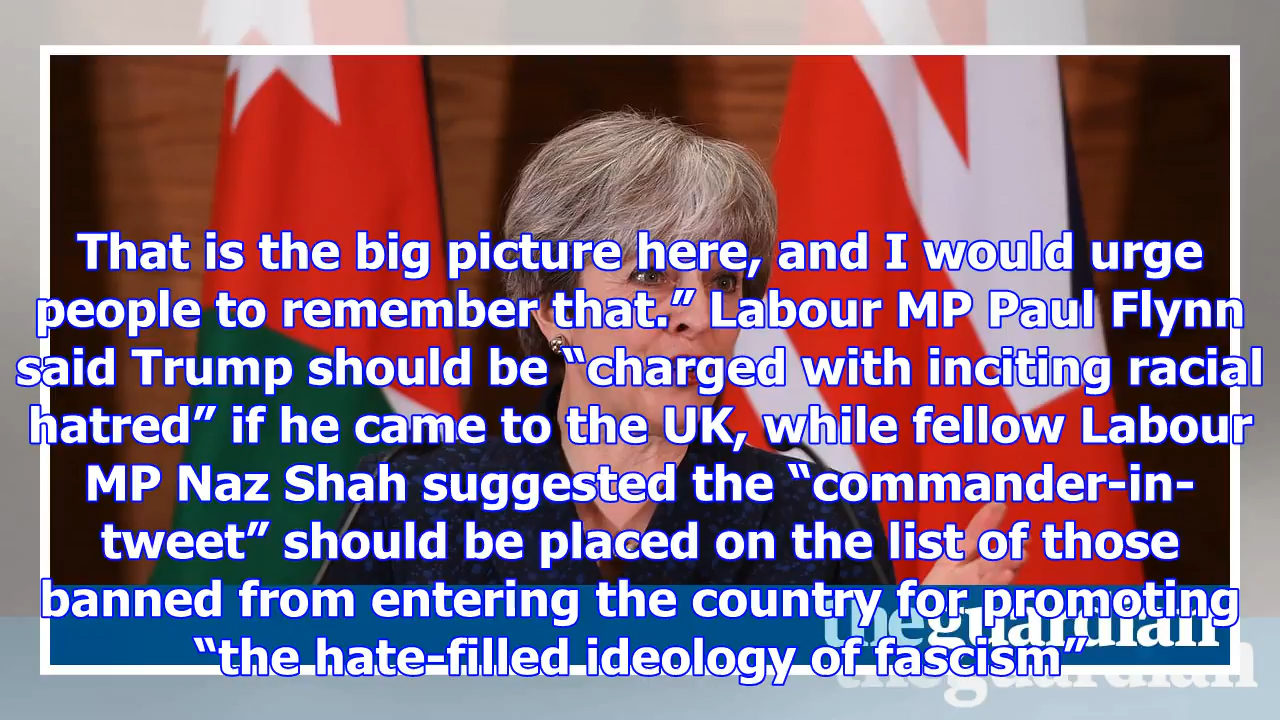 That is the big picture here, and I would urge
people to remember that.” Labour MP Paul Flynn
said Trump should be “charged with inciting racial
hatred” if he came to the UK, while fellow Labour
MP Naz Shah suggested the “commander-in-
tweet” should be placed on the list of those
banned from entering the country for promoting
“the hate-filled ideology of fascism”
theguardian
theguardian